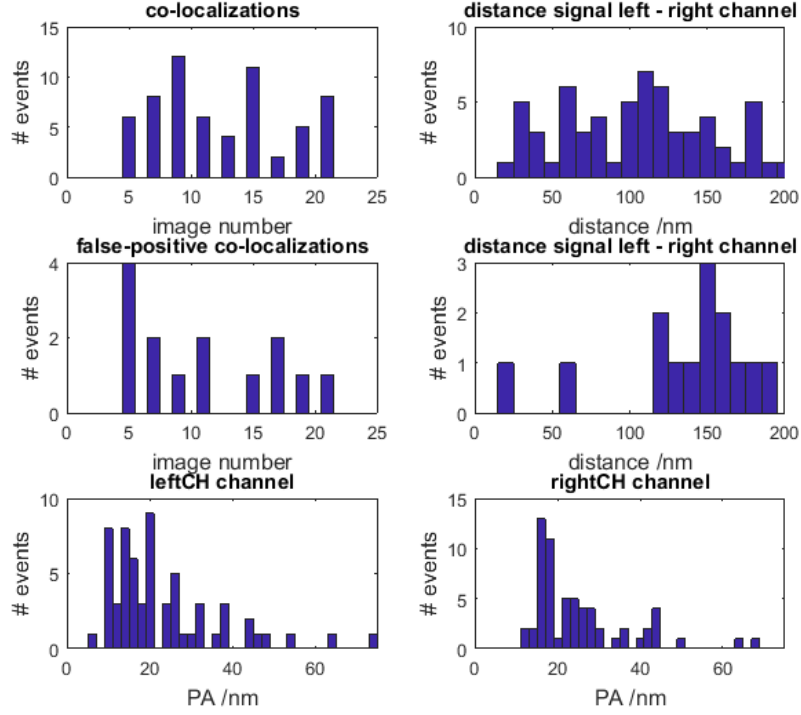 co-localizations
15
10
5
0
# events
0 5 10 15 20 25
image number
distance signal left - right channel
10
5
0
# events
0 50 100 150 200
distance /nm
false-positive co-localizations
4
2
0
# events
0 5 10 15 20 25
image number
distance signal left - right channel
3
2
1
0
# events
0 50 100 150 200
distance /nm
leftCH channel
10
5
0
# events
0 20 40 60
PA /nm
rightCH channel
15
10
5
0
# events
0 20 40 60
PA /nm